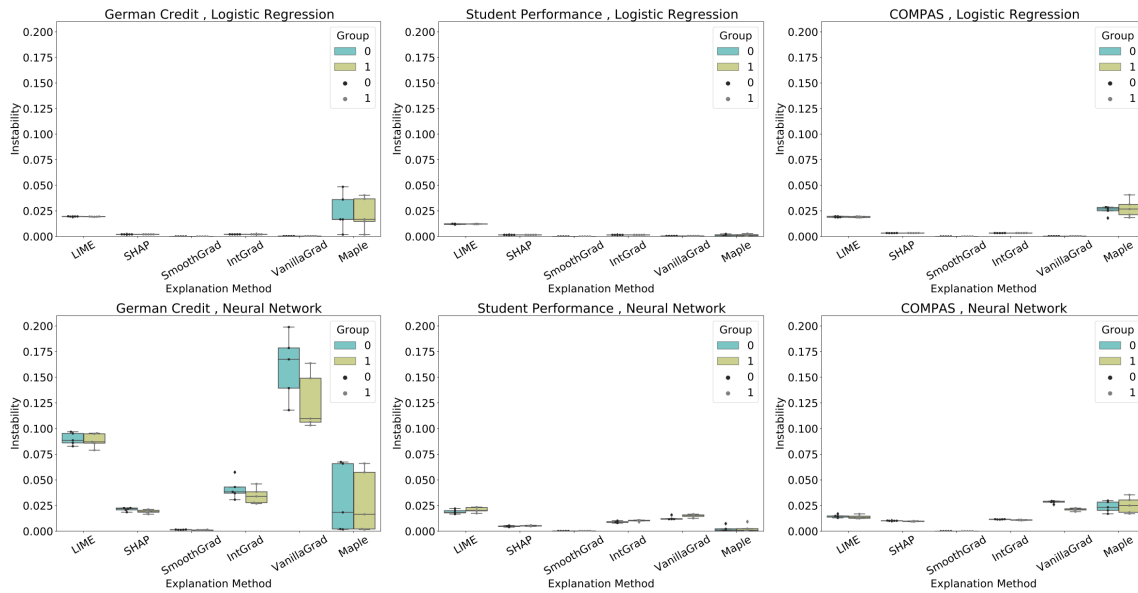 German Credit , Logistic Regression
0.200
0.175
0.150
0.125
0.100
0.075
0.050
0.025
0.000
Instability
Group
0
1
0
1
LIME
SHAP
SmoothGrad
IntGrad
VanillaGrad
Maple
Explanation Method
Student Performance , Logistic Regression
0.200
0.175
0.150
0.125
0.100
0.075
0.050
0.025
0.000
Instability
Group
0
1
0
1
LIME
SHAP
SmoothGrad
IntGrad
VanillaGrad
Maple
Explanation Method
COMPAS , Logistic Regression
0.200
0.175
0.150
0.125
0.100
0.075
0.050
0.025
0.000
Instability
Group
0
1
0
1
LIME
SHAP
SmoothGrad
IntGrad
VanillaGrad
Maple
Explanation Method
German Credit , Neural Network
0.200
0.175
0.150
0.125
0.100
0.075
0.050
0.025
0.000
Instability
Group
0
1
0
1
LIME
SHAP
SmoothGrad
IntGrad
VanillaGrad
Maple
Explanation Method
Student Performance , Neural Network
0.200
0.175
0.150
0.125
0.100
0.075
0.050
0.025
0.000
Instability
Group
0
1
0
1
LIME
SHAP
SmoothGrad
IntGrad
VanillaGrad
Maple
Explanation Method
COMPAS , Neural Network
0.200
0.175
0.150
0.125
0.100
0.075
0.050
0.025
0.000
Instability
Group
0
1
0
1
LIME
SHAP
SmoothGrad
IntGrad
VanillaGrad
Maple
Explanation Method